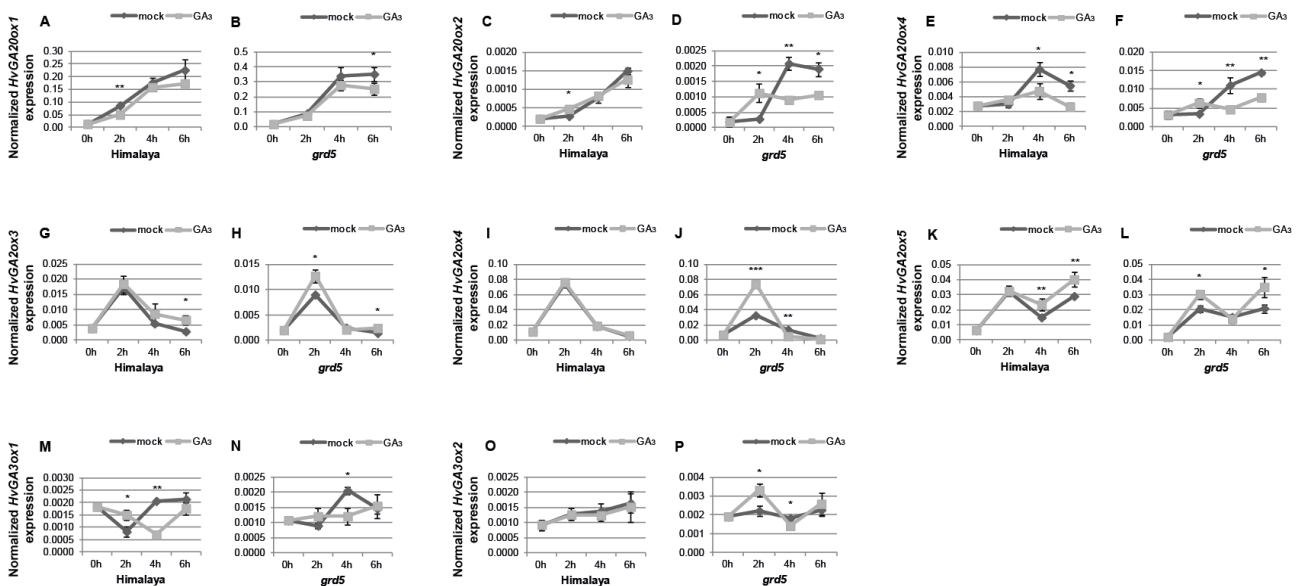 A mock GA3
Normalized HvGA20ox1 expression
0.30
0.25
0.20
0.15
0.10
0.05
0.0
**
0h 2h 4h 6h
Himalaya
B mock GA3
0.5
0.4
0.3
0.2
0.1
0.0
*
0h 2h 4h 6h
grd5
C mock GA3
Normalized HvGA20ox2 expression
0.0020
0.0015
0.0010
0.0005
0.0000
*
0h 2h 4h 6h
Himalaya
D mock GA3
0.0025
0.0020
0.0015
0.0010
0.0005
0.0000
* ** *
0h 2h 4h 6h
grd5
E mock GA3
Normalized HvGA20ox4 expression
0.010
0.008
0.006
0.004
0.002
0.000
* *
0h 2h 4h 6h
Himalaya
F mock GA3
0.020
0.015
0.010
0.005
0.000
* ** **
0h 2h 4h 6h
grd5
G mock GA3
Normalized HvGA2ox3 expression
0.025
0.020
0.015
0.010
0.005
0.000
*
0h 2h 4h 6h
Himalaya
H mock GA3
0.015
0.010
0.005
0.000
* *
0h 2h 4h 6h
grd5
I mock GA3
Normalized HvGA2ox4 expression
0.10
0.08
0.06
0.04
0.02
0.00
0h 2h 4h 6h
Himalaya
J mock GA3
0.10
0.08
0.06
0.04
0.02
0.00
*** **
0h 2h 4h 6h
grd5
K mock GA3
Normalized HvGA2ox5 expression
0.05
0.04
0.03
0.02
0.01
0.00
** **
0h 2h 4h 6h
Himalaya
L mock GA3
0.05
0.04
0.03
0.02
0.01
0.00
* *
0h 2h 4h 6h
grd5
M mock GA3
Normalized HvGA3ox1 expression
0.0030
0.0025
0.0020
0.0015
0.0010
0.0005
0.0000
* **
0h 2h 4h 6h
Himalaya
N mock GA3
0.0025
0.0020
0.0015
0.0010
0.0005
0.0000
*
0h 2h 4h 6h
grd5
O mock GA3
Normalized HvGA3ox2 expression
0.0025
0.0020
0.0015
0.0010
0.0005
0.0000
0h 2h 4h 6h
Himalaya
P mock GA3
0.004
0.003
0.002
0.001
0.000
* *
0h 2h 4h 6h
grd5